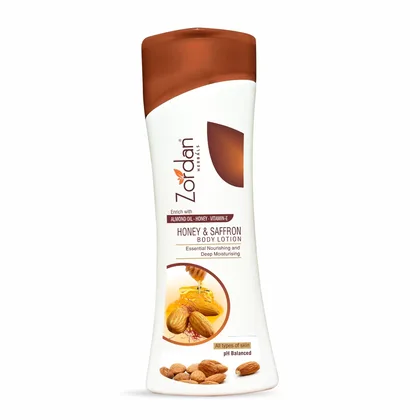 Zordan
HERBALS
Enrich with
ALMOND OIL - HONEY - VITAMIN-E
HONEY & SAFFRON
BODY LOTION
Essential Nourishing and
Deep Moisturising
All types of skin
pH Balanced